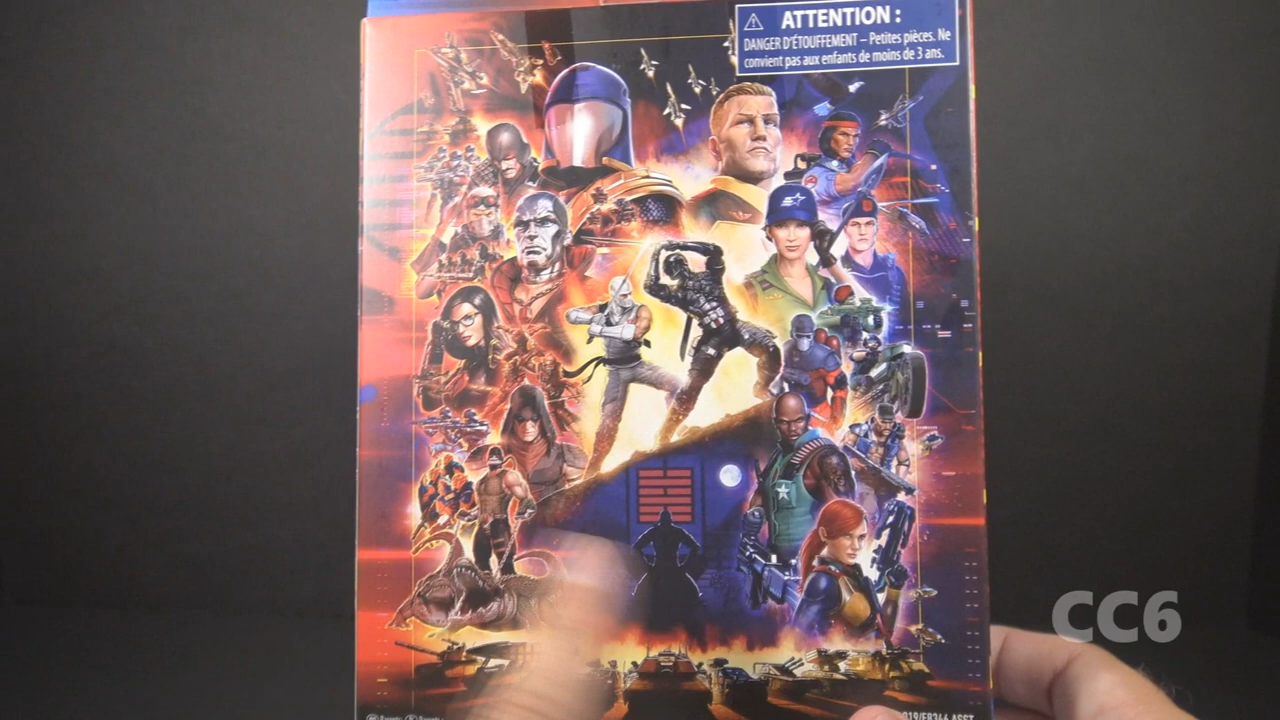 ATTENTION :
DANGER D'ÉTOUFFEMENT – Petites pièces. Ne
convient pas aux enfants de moins de 3 ans.
CC6